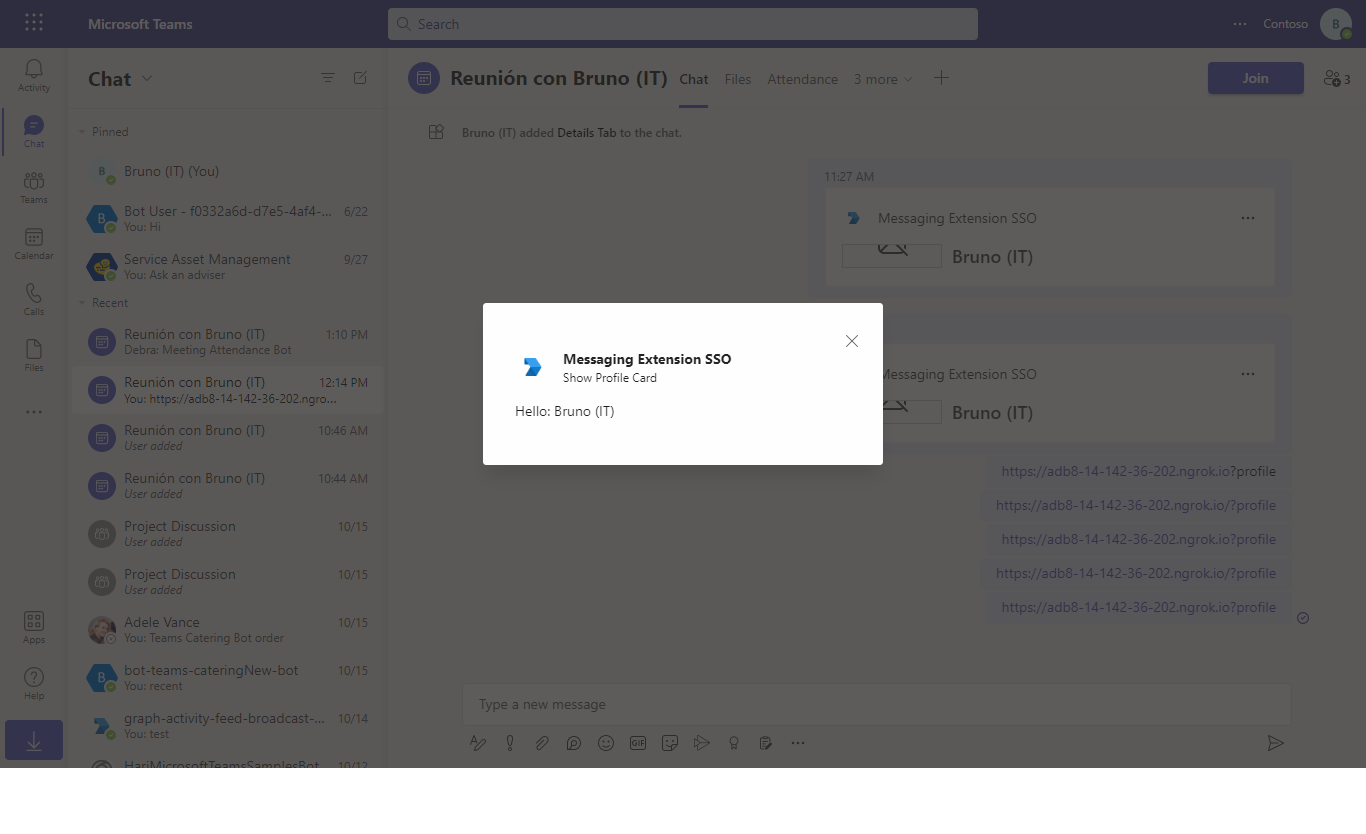 Microsoft Teams
Search
Contoso
B
Activity
Chat
Teams
Calendar
Calls
Files
Apps
Help
Chat
Pinned
B
Bruno (IT) (You)
B
Bot User - f0332a6d-d7e5-4af4-...
6/22
You: Hi
Service Asset Management
9/27
You: Ask an adviser
Recent
Reunión con Bruno (IT)
1:10 PM
Debra: Meeting Attendance Bot
Reunión con Bruno (IT)
12:14 PM
You: https://adb8-14-142-36-202.ngro...
Reunión con Bruno (IT)
10:46 AM
User added
Reunión con Bruno (IT)
10:44 AM
User added
Project Discussion
10/15
User added
Project Discussion
10/15
User added
Adele Vance
10/15
You: Teams Catering Bot order
B
bot-teams-cateringNew-bot
10/15
You: recent
graph-activity-feed-broadcast-...
10/14
You: test
HariMicrosoftTeamsSamplesBot
10/12
Reunión con Bruno (IT)
Chat
Files
Attendance
3 more
Join
3
Bruno (IT) added Details Tab to the chat.
11:27 AM
Messaging Extension SSO
Bruno (IT)
Messaging Extension SSO
Bruno (IT)
Messaging Extension SSO
Show Profile Card
Hello: Bruno (IT)
https://adb8-14-142-36-202.ngrok.io?profile
https://adb8-14-142-36-202.ngrok.io/?profile
https://adb8-14-142-36-202.ngrok.io?profile
https://adb8-14-142-36-202.ngrok.io/?profile
https://adb8-14-142-36-202.ngrok.io?profile
Type a new message
GIF